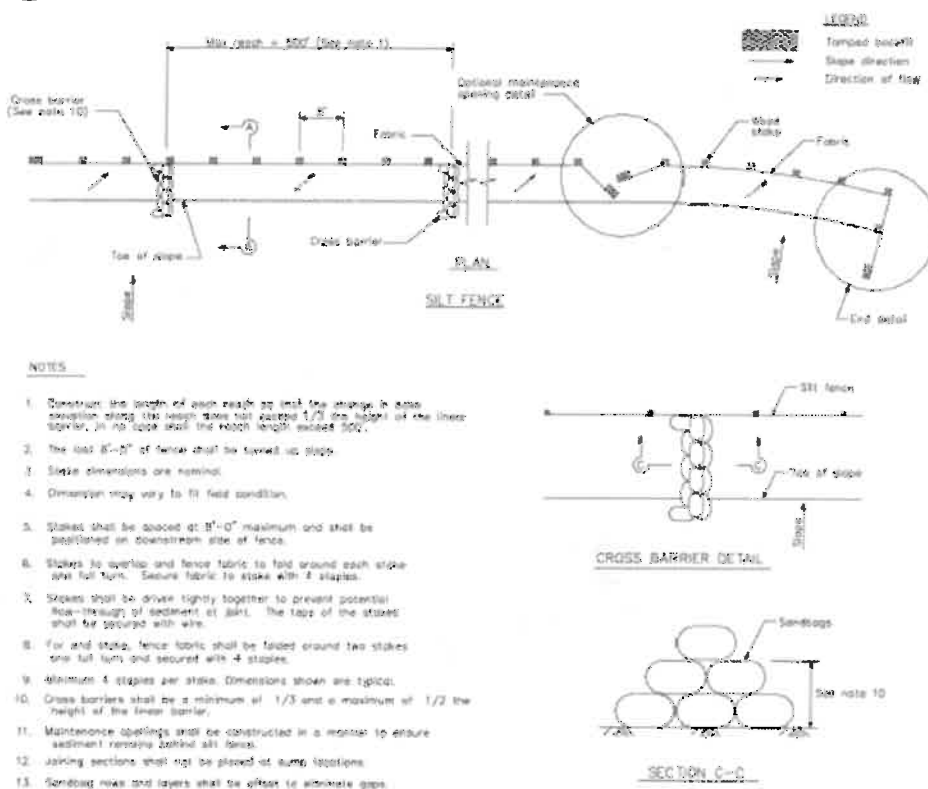 LEGEND
Tamped backfill
Slope direction
Direction of flow
Max reach = 500' (See note 1)
Cross barrier
(See note 10)
A
8'
Fabric
Optional maintenance
opening detail
Wood
stake
Fabric
Toe of slope
Cross barrier
Slope
PLAN
SILT FENCE
Slope
End detail
NOTES
1. Construct the length of each reach so that the change in base
elevation along the reach does not exceed 1/3 the height of the linear
barrier, in no case shall the reach length exceed 500'.
2. The last 8'-0" of fence shall be turned up slope.
3. Stake dimensions are nominal.
4. Dimension may vary to fit field condition.
5. Stakes shall be spaced at 8'-0" maximum and shall be
positioned on downstream side of fence.
6. Stakes to overlap and fence fabric to fold around each stake
one full turn. Secure fabric to stake with 4 staples.
7. Stakes shall be driven tightly together to prevent potential
flow-through of sediment at joint. The tops of the stakes
shall be secured with wire.
8. For end stake, fence fabric shall be folded around two stakes
one full turn and secured with 4 staples.
9. Minimum 4 staples per stake. Dimensions shown are typical.
10. Cross barriers shall be a minimum of 1/3 and a maximum of 1/2 the
height of the linear barrier.
11. Maintenance openings shall be constructed in a manner to ensure
sediment remains behind silt fence.
12. Joining sections shall not be placed at sump locations.
13. Sandbag rows and layers shall be offset to eliminate gaps.
Silt fence
C
C
Toe of slope
Slope
CROSS BARRIER DETAIL
Sandbags
See note 10
SECTION C-C